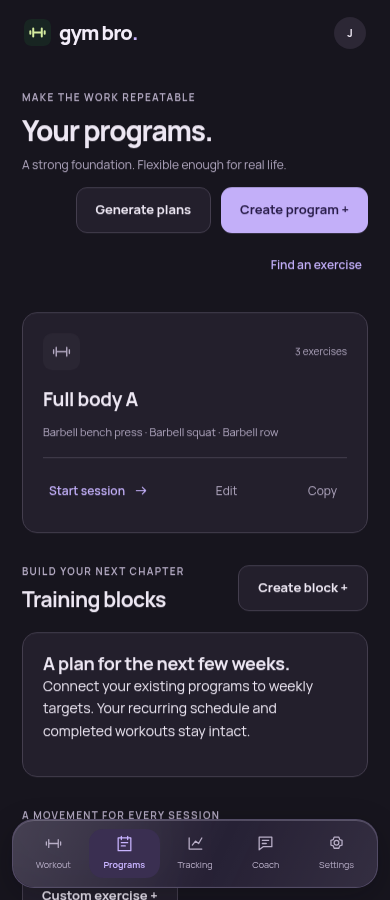 gym bro.
J
MAKE THE WORK REPEATABLE
Your programs.
A strong foundation. Flexible enough for real life.
Generate plans
Create program +
Find an exercise
3 exercises
Full body A
Barbell bench press · Barbell squat · Barbell row
Start session →
Edit
Copy
BUILD YOUR NEXT CHAPTER
Training blocks
Create block +
A plan for the next few weeks.
Connect your existing programs to weekly
targets. Your recurring schedule and
completed workouts stay intact.
A MOVEMENT FOR EVERY SESSION
Workout
Programs
Tracking
Coach
Settings
Custom exercise +